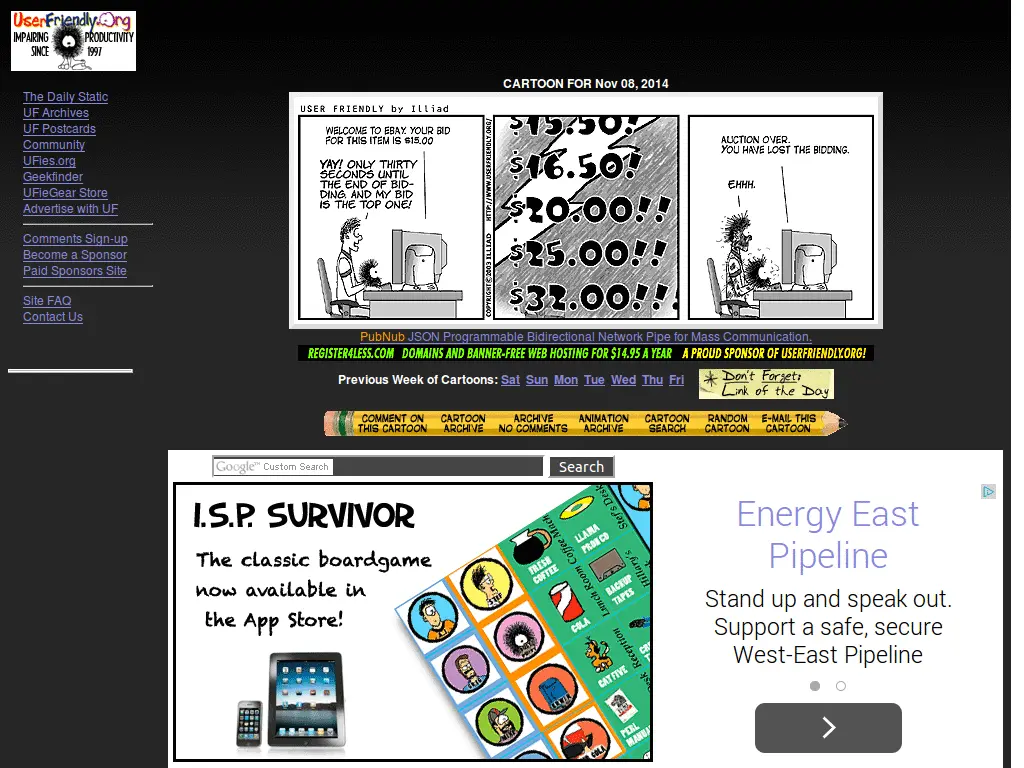 UserFriendly.Org
IMPAIRING PRODUCTIVITY
SINCE 1997
The Daily Static
UF Archives
UF Postcards
Community
UFies.org
Geekfinder
UFieGear Store
Advertise with UF
Comments Sign-up
Become a Sponsor
Paid Sponsors Site
Site FAQ
Contact Us
CARTOON FOR Nov 08, 2014
USER FRIENDLY by Illiad
WELCOME TO EBAY. YOUR BID
FOR THIS ITEM IS $15.00
YAY! ONLY THIRTY
SECONDS UNTIL
THE END OF BID-
DING, AND MY BID
IS THE TOP ONE!
COPYRIGHT © 2003 ILLIAD HTTP://WWW.USERFRIENDLY.ORG/
$15.50!
$16.50!
$20.00!!
$25.00!!
$32.00!!
AUCTION OVER.
YOU HAVE LOST THE BIDDING.
EHHH.
PubNub JSON Programmable Bidirectional Network Pipe for Mass Communication.
REGISTER4LESS.COM DOMAINS AND BANNER-FREE WEB HOSTING FOR $14.95 A YEAR A PROUD SPONSOR OF USERFRIENDLY.ORG!
Previous Week of Cartoons: Sat Sun Mon Tue Wed Thu Fri
Don't Forget:
Link of the Day
COMMENT ON
THIS CARTOON
CARTOON
ARCHIVE
ARCHIVE
NO COMMENTS
ANIMATION
ARCHIVE
CARTOON
SEARCH
RANDOM
CARTOON
E-MAIL THIS
CARTOON
Google™ Custom Search
Search
I.S.P. SURVIVOR
The classic boardgame
now available in
the App Store!
Stef's Desk
Coffee Mach
Lunch Room
Hillary's
Reception
LLAMA
PORCO
FRESH
COFFEE
BACKUP
TAPES
COLA
CAT FIVE
PERL
MANUAL
STEF
COLA
Energy East
Pipeline
Stand up and speak out.
Support a safe, secure
West-East Pipeline